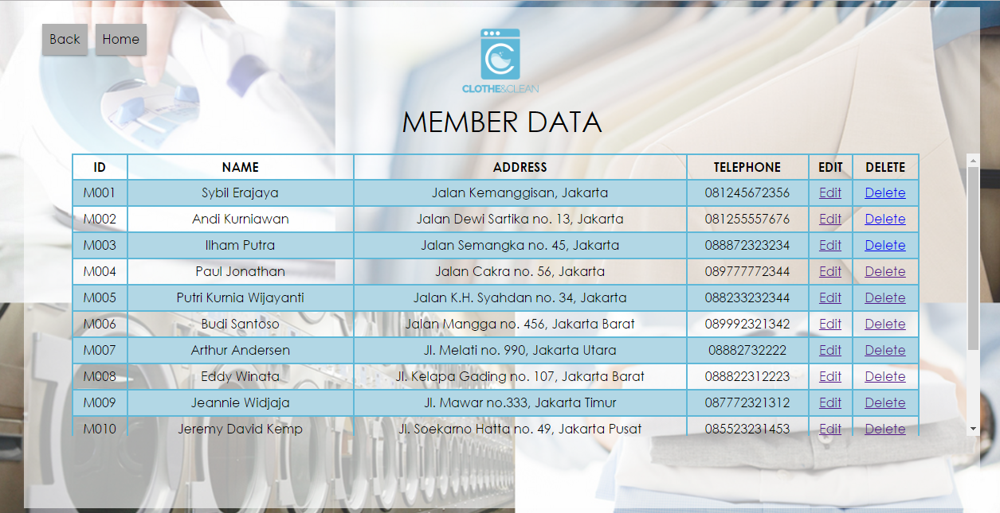 Back Home
CLOTHE&CLEAN
MEMBER DATA
ID NAME ADDRESS TELEPHONE EDIT DELETE
M001 Sybil Erajaya Jalan Kemanggisan, Jakarta 081245672356 Edit Delete
M002 Andi Kurniawan Jalan Dewi Sartika no. 13, Jakarta 081255557676 Edit Delete
M003 Ilham Putra Jalan Semangka no. 45, Jakarta 088872323234 Edit Delete
M004 Paul Jonathan Jalan Cakra no. 56, Jakarta 089777772344 Edit Delete
M005 Putri Kurnia Wijayanti Jalan K.H. Syahdan no. 34, Jakarta 088233232344 Edit Delete
M006 Budi Santoso Jalan Mangga no. 456, Jakarta Barat 089992321342 Edit Delete
M007 Arthur Andersen Jl. Melati no. 990, Jakarta Utara 08882732222 Edit Delete
M008 Eddy Winata Jl. Kelapa Gading no. 107, Jakarta Barat 088822312223 Edit Delete
M009 Jeannie Widjaja Jl. Mawar no.333, Jakarta Timur 087772321312 Edit Delete
M010 Jeremy David Kemp Jl. Soekarno Hatta no. 49, Jakarta Pusat 085523231453 Edit Delete